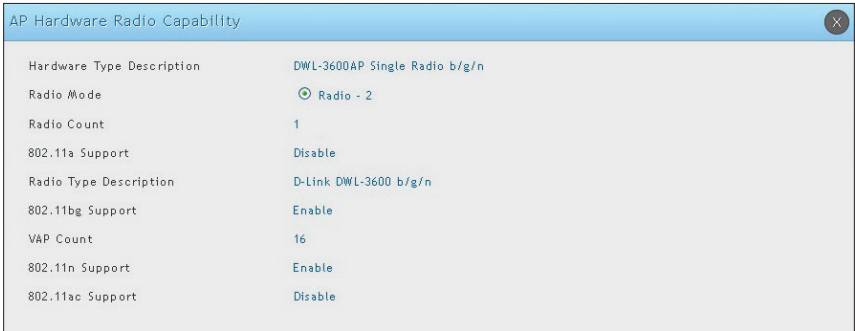 AP Hardware Radio Capability X
Hardware Type Description DWL-3600AP Single Radio b/g/n
Radio Mode Radio - 2
Radio Count 1
802.11a Support Disable
Radio Type Description D-Link DWL-3600 b/g/n
802.11bg Support Enable
VAP Count 16
802.11n Support Enable
802.11ac Support Disable